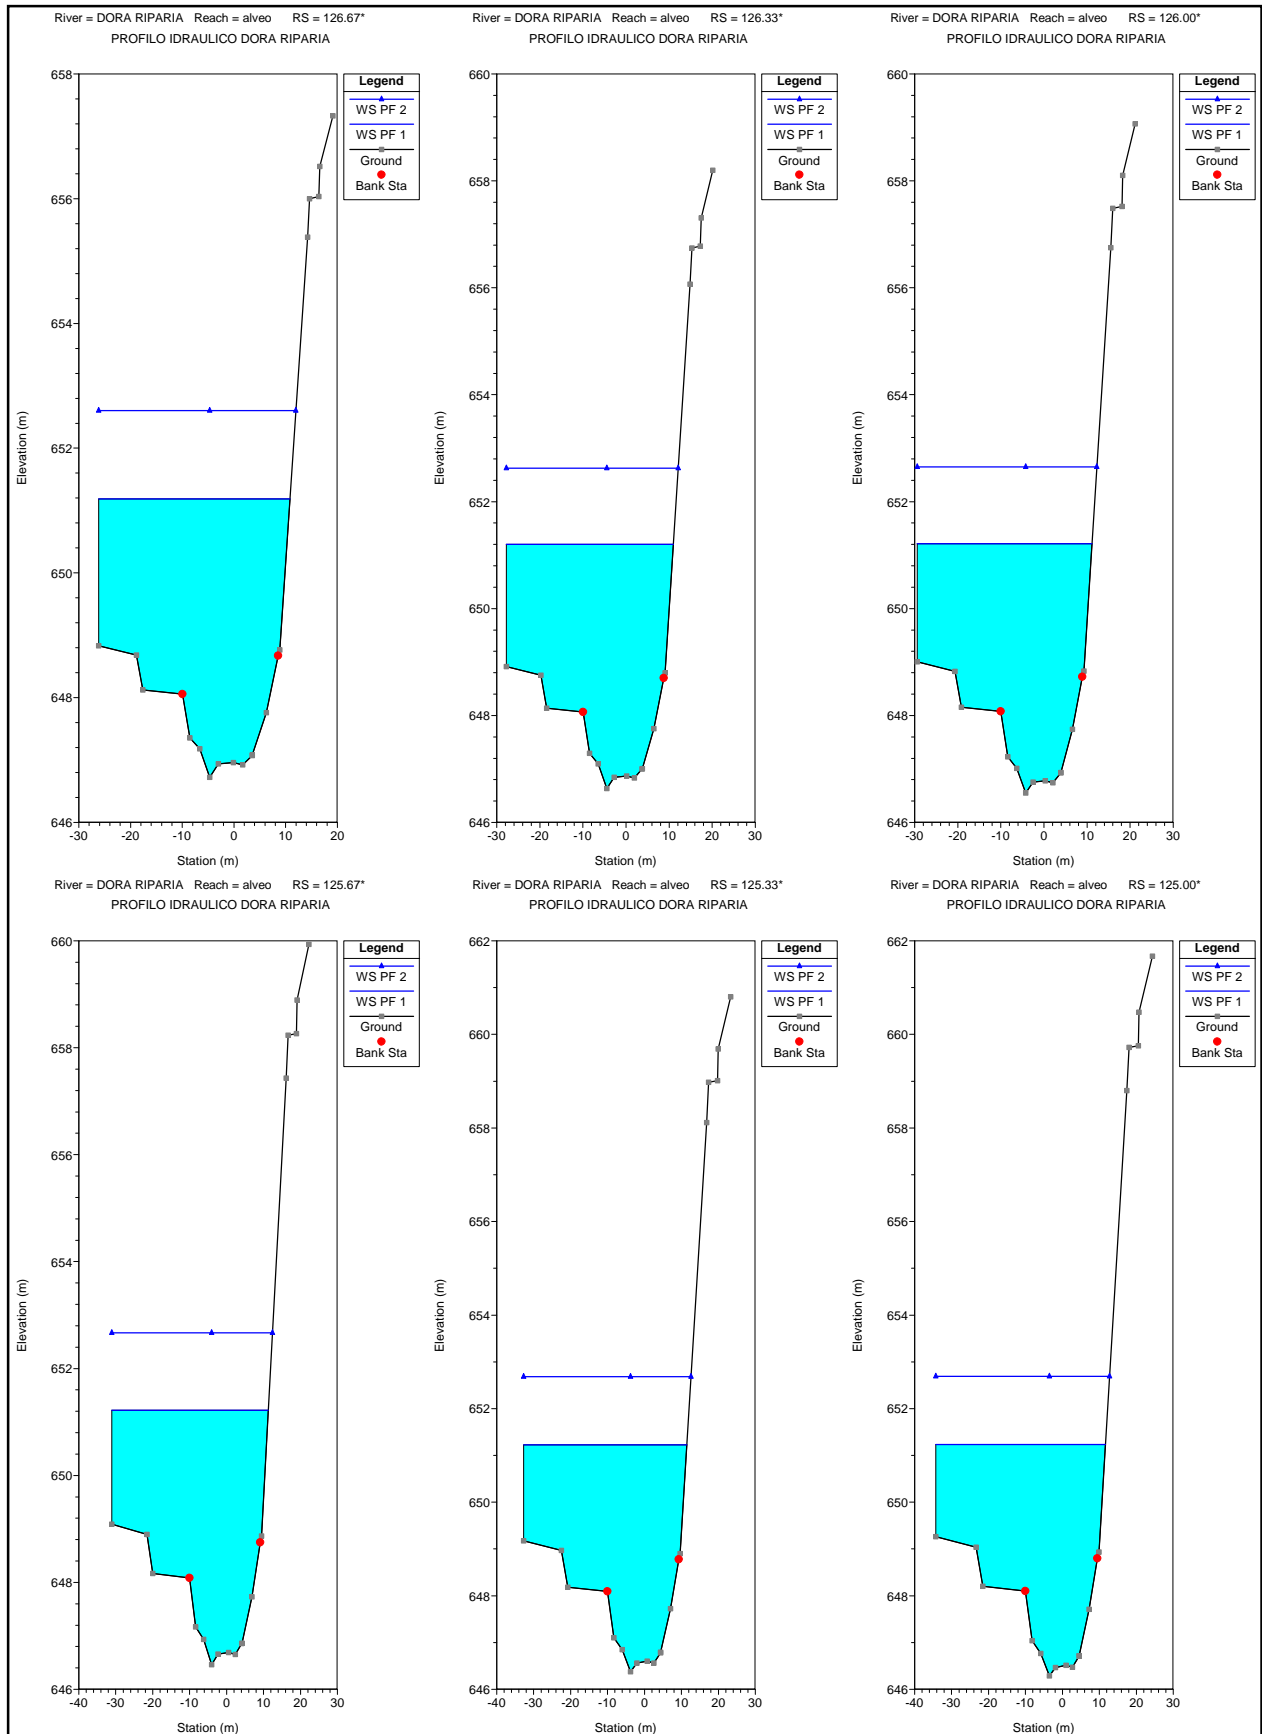 River = DORA RIPARIA Reach = alveo RS = 126.67*
PROFILO IDRAULICO DORA RIPARIA
658
656
654
652
650
648
646
Elevation (m)
-30 -20 -10 0 10 20
Station (m)
Legend
WS PF 2
WS PF 1
Ground
Bank Sta
River = DORA RIPARIA Reach = alveo RS = 126.33*
PROFILO IDRAULICO DORA RIPARIA
660
658
656
654
652
650
648
646
Elevation (m)
-30 -20 -10 0 10 20 30
Station (m)
Legend
WS PF 2
WS PF 1
Ground
Bank Sta
River = DORA RIPARIA Reach = alveo RS = 126.00*
PROFILO IDRAULICO DORA RIPARIA
660
658
656
654
652
650
648
646
Elevation (m)
-30 -20 -10 0 10 20 30
Station (m)
Legend
WS PF 2
WS PF 1
Ground
Bank Sta
River = DORA RIPARIA Reach = alveo RS = 125.67*
PROFILO IDRAULICO DORA RIPARIA
660
658
656
654
652
650
648
646
Elevation (m)
-40 -30 -20 -10 0 10 20 30
Station (m)
Legend
WS PF 2
WS PF 1
Ground
Bank Sta
River = DORA RIPARIA Reach = alveo RS = 125.33*
PROFILO IDRAULICO DORA RIPARIA
662
660
658
656
654
652
650
648
646
Elevation (m)
-40 -30 -20 -10 0 10 20 30
Station (m)
Legend
WS PF 2
WS PF 1
Ground
Bank Sta
River = DORA RIPARIA Reach = alveo RS = 125.00*
PROFILO IDRAULICO DORA RIPARIA
662
660
658
656
654
652
650
648
646
Elevation (m)
-40 -30 -20 -10 0 10 20 30
Station (m)
Legend
WS PF 2
WS PF 1
Ground
Bank Sta